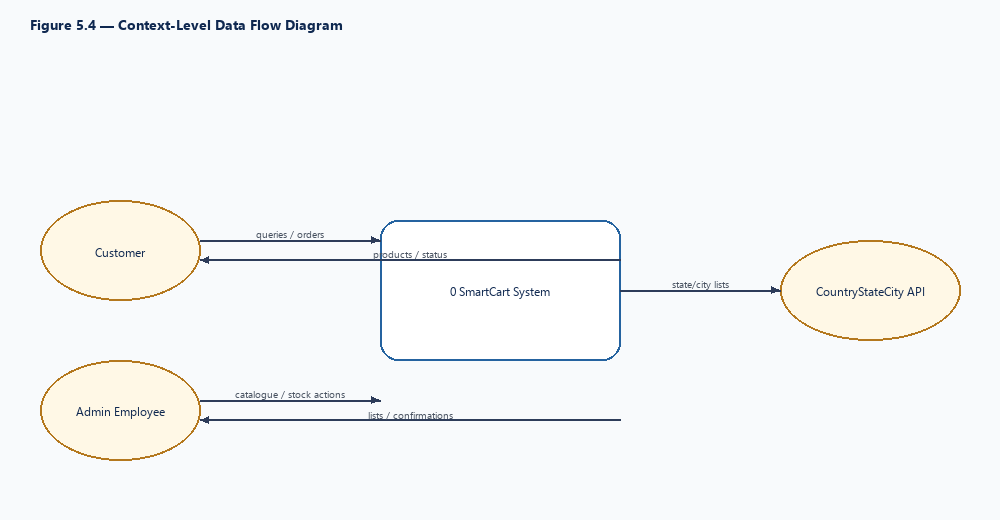 Figure 5.4 — Context-Level Data Flow Diagram
Customer
queries / orders
products / status
0 SmartCart System
state/city lists
CountryStateCity API
Admin Employee
catalogue / stock actions
lists / confirmations